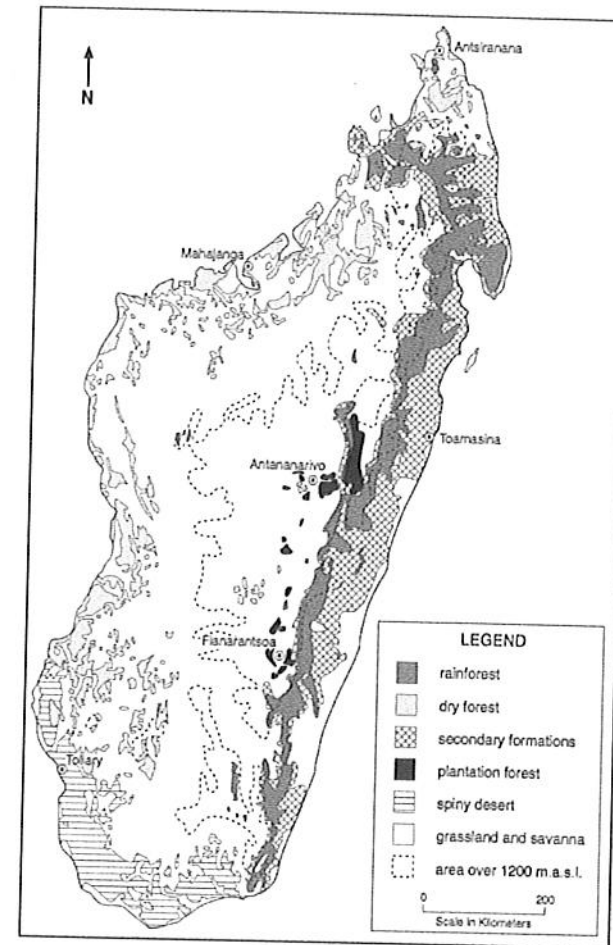 Antsiranana
N
Mahajanga
Toamasina
Antananarivo
Fianarantsoa
Toliary
LEGEND
rainforest
dry forest
secondary formations
plantation forest
spiny desert
grassland and savanna
area over 1200 m.a.s.l.
0 200
Scale in Kilometers